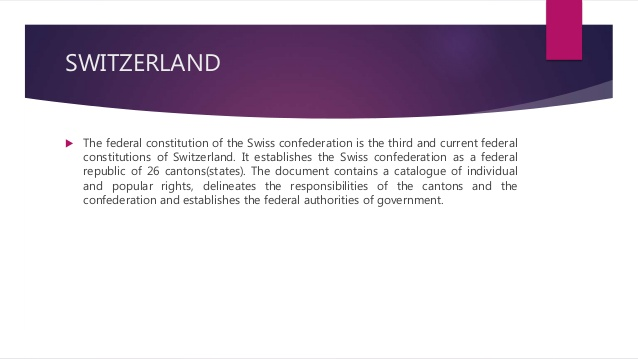 SWITZERLAND
The federal constitution of the Swiss confederation is the third and current federal
constitutions of Switzerland. It establishes the Swiss confederation as a federal
republic of 26 cantons(states). The document contains a catalogue of individual
and popular rights, delineates the responsibilities of the cantons and the
confederation and establishes the federal authorities of government.